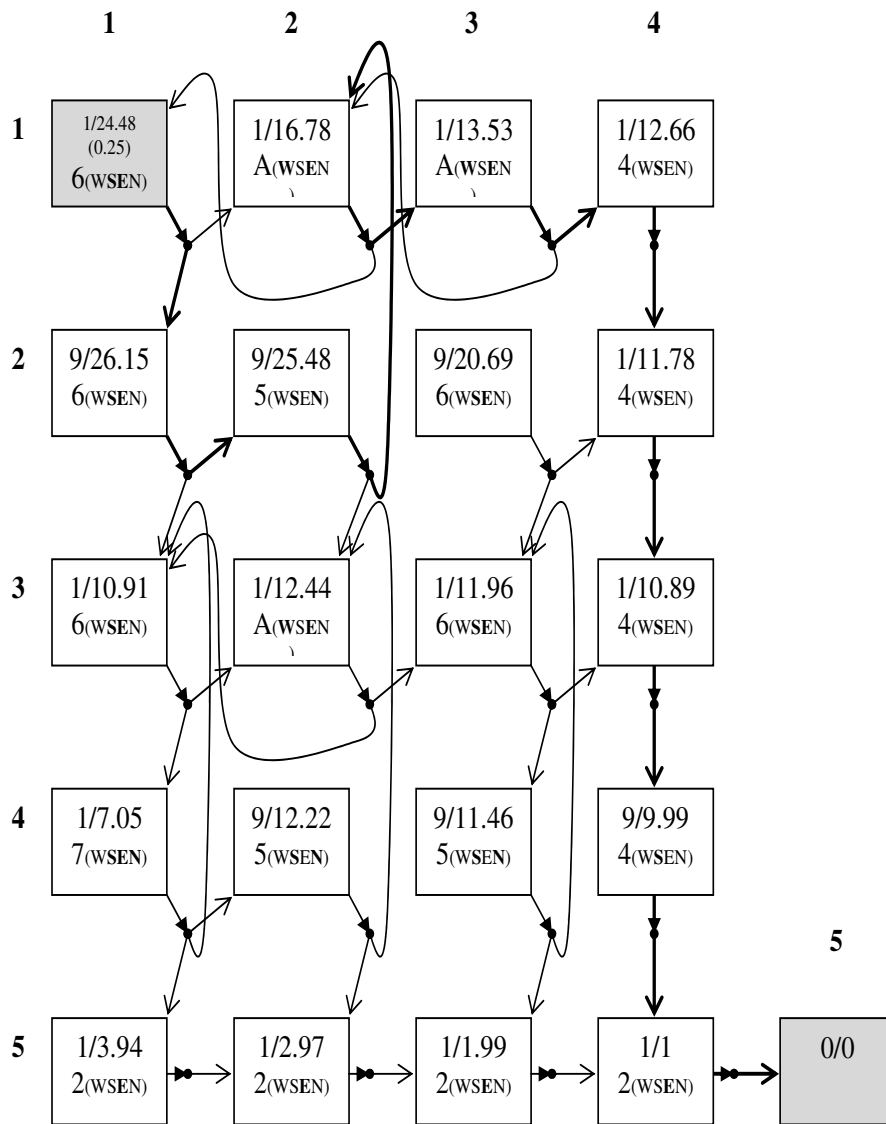 1 2 3 4
1
1/24.48
(0.25)
6(WSEN)
1/16.78
A(WSEN
)
1/13.53
A(WSEN
)
1/12.66
4(WSEN)
2
9/26.15
6(WSEN)
9/25.48
5(WSEN)
9/20.69
6(WSEN)
1/11.78
4(WSEN)
3
1/10.91
6(WSEN)
1/12.44
A(WSEN
)
1/11.96
6(WSEN)
1/10.89
4(WSEN)
4
1/7.05
7(WSEN)
9/12.22
5(WSEN)
9/11.46
5(WSEN)
9/9.99
4(WSEN)
5
5
1/3.94
2(WSEN)
1/2.97
2(WSEN)
1/1.99
2(WSEN)
1/1
2(WSEN)
0/0